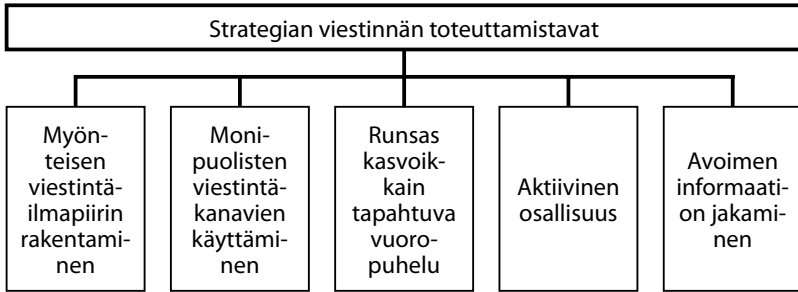 Strategian viestinnän toteuttamistavat
Myön-
teisen
viestintä-
ilmapiirin
rakentami-
nen
Moni-
puolisten
viestintä-
kanavien
käyttämi-
nen
Runsas
kasvoik-
kain
tapahtuva
vuoro-
puhelu
Aktiivinen
osallisuus
Avoimen
informaati-
on jakami-
nen